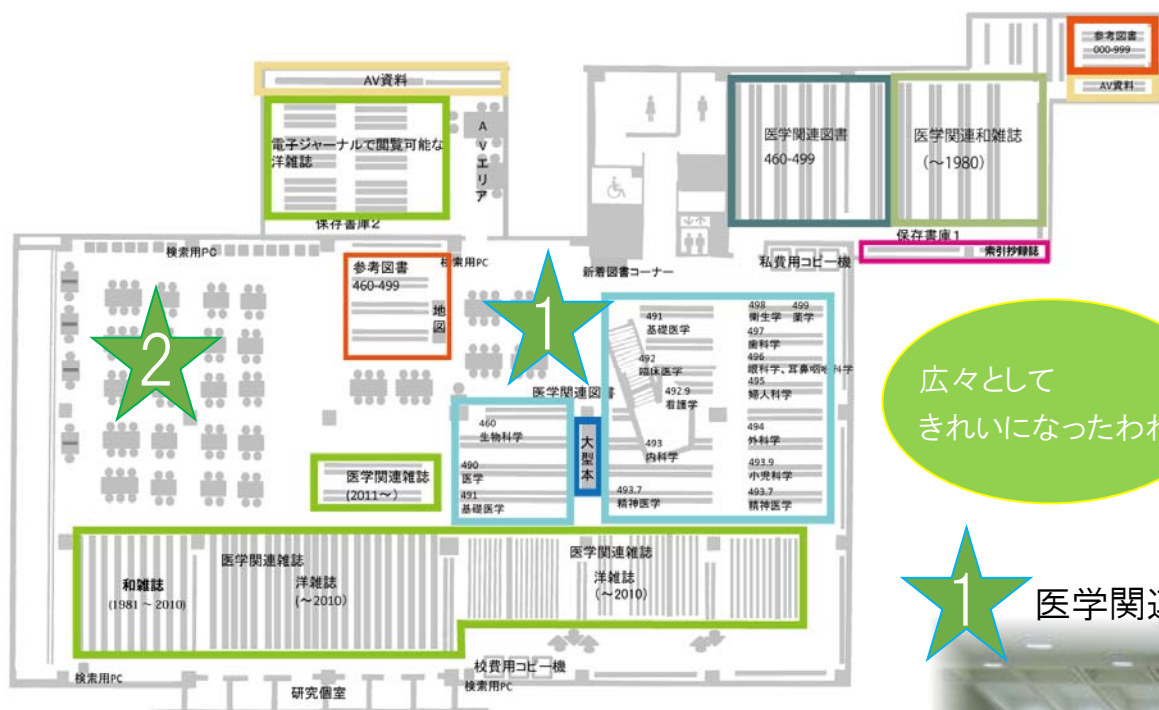 参考図書
000-999
AV資料
AV資料
AVエリア
電子ジャーナルで閲覧可能な
洋雑誌
保存書庫2
医学関連図書
460-499
医学関連和雑誌
(～1980)
保存書庫1
索引抄録誌
検索用PC
検索用PC
新着図書コーナー
私費用コピー機
参考図書
460-499
地図
1
2
491
基礎医学
492
臨床医学
492.9
看護学
493
内科学
493.7
精神医学
498
衛生学
499
薬学
497
歯科学
496
眼科学、耳鼻咽喉科学
495
婦人科学
494
外科学
493.9
小児科学
493.7
精神医学
医学関連図書
大型本
460
生物科学
490
医学
491
基礎医学
医学関連雑誌
(2011～)
和雑誌
(1981 ~ 2010)
医学関連雑誌
洋雑誌
(～2010)
医学関連雑誌
洋雑誌
(～2010)
検索用PC
研究個室
校費用コピー機
検索用PC
広々として
きれいになったわね
1
医学関連